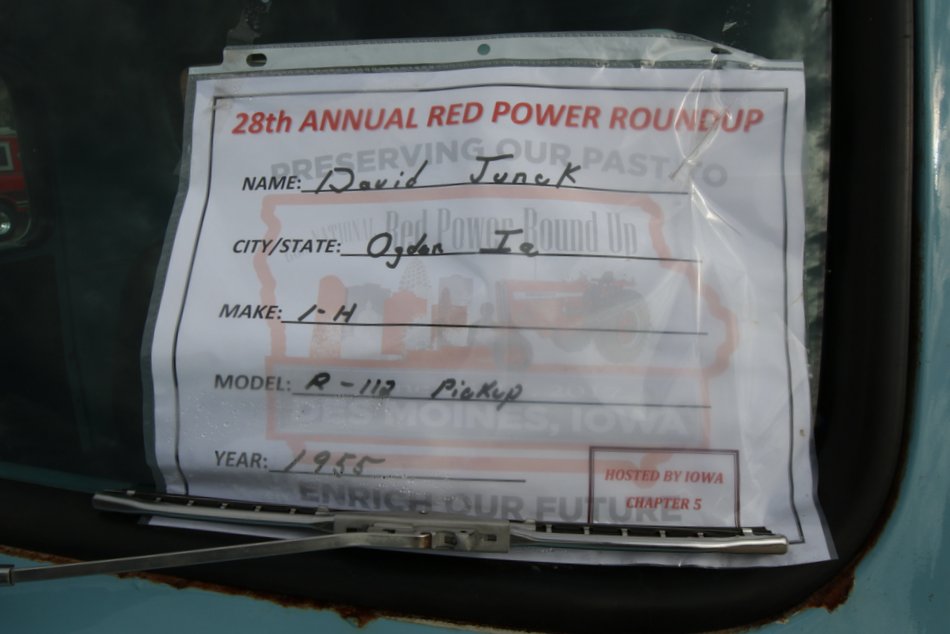 28th ANNUAL RED POWER ROUNDUP
PRESERVING OUR PAST TO
NAME: David Junck
NATIONAL Red Power Round Up
CITY/STATE: Ogden Ia
MAKE: I-H
MODEL: R-112 Pickup
DES MOINES, IOWA
YEAR: 1955
HOSTED BY IOWA
CHAPTER 5
ENRICH OUR FUTURE